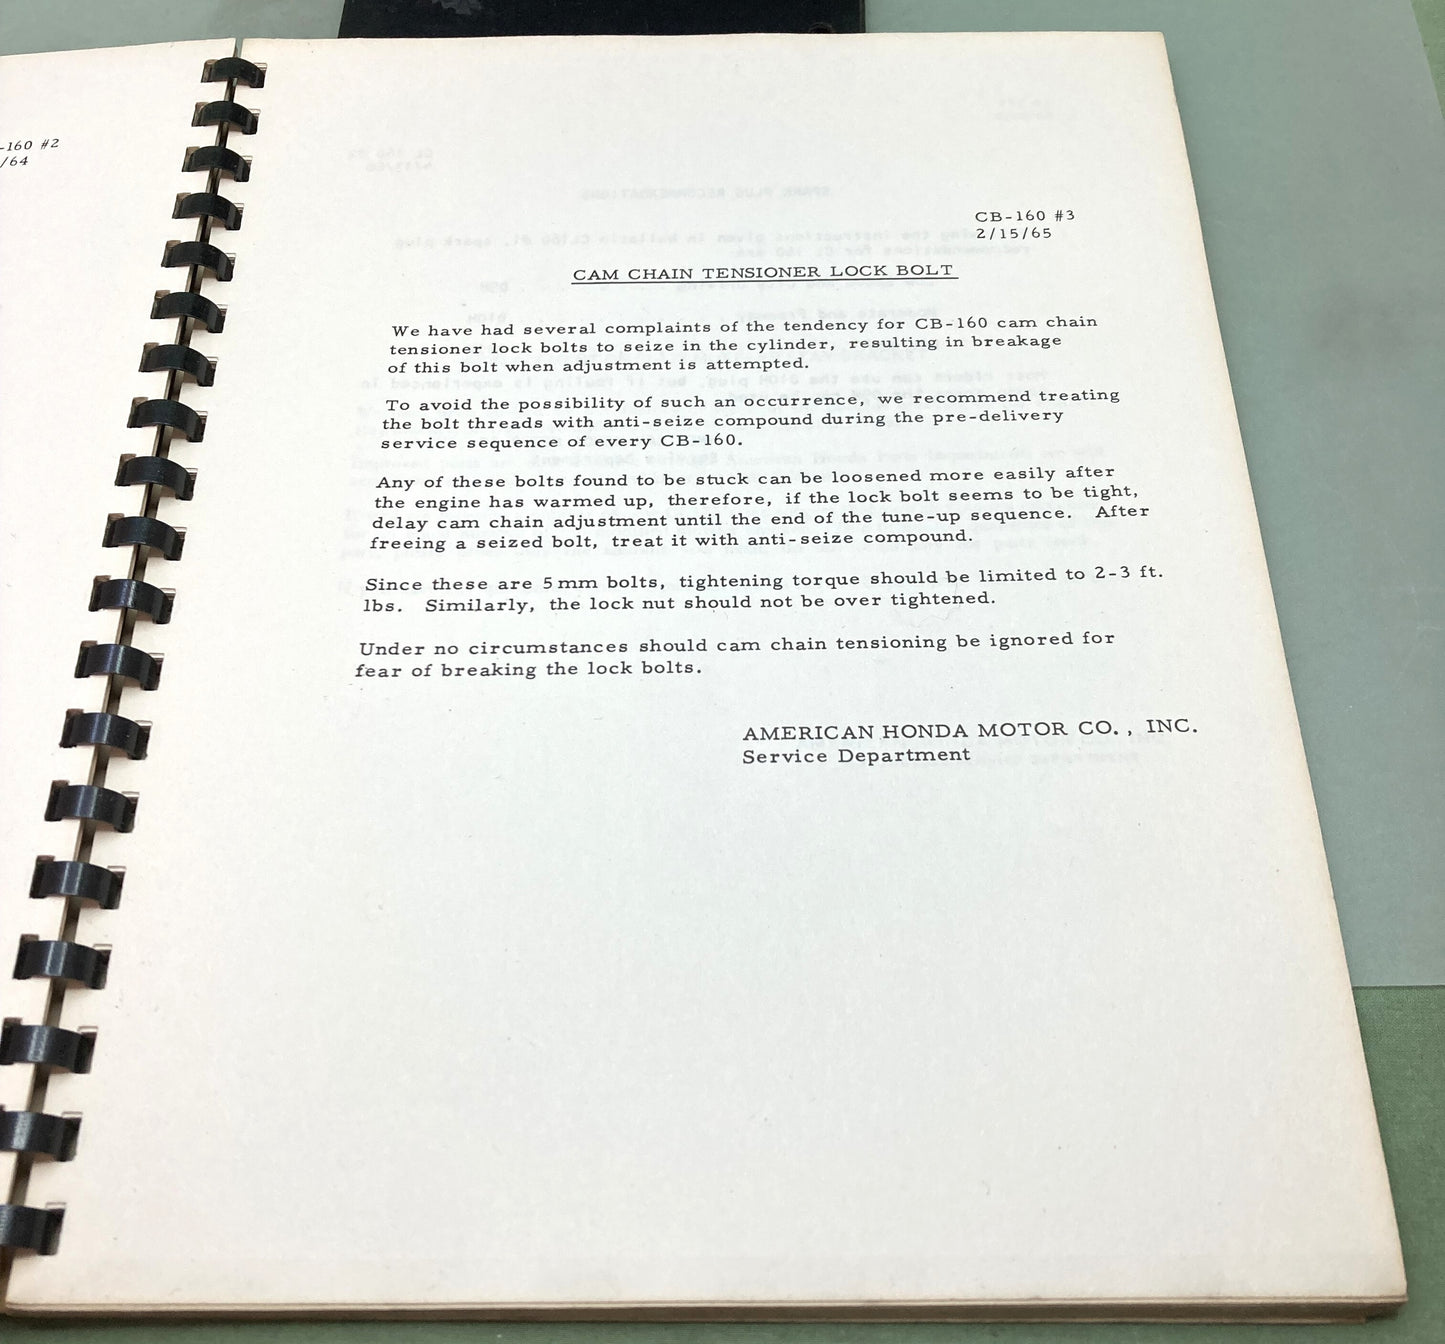 -160 #2
/64
CB-160 #3
2/15/65
CAM CHAIN TENSIONER LOCK BOLT
We have had several complaints of the tendency for CB-160 cam chain
tensioner lock bolts to seize in the cylinder, resulting in breakage
of this bolt when adjustment is attempted.
To avoid the possibility of such an occurrence, we recommend treating
the bolt threads with anti-seize compound during the pre-delivery
service sequence of every CB-160.
Any of these bolts found to be stuck can be loosened more easily after
the engine has warmed up, therefore, if the lock bolt seems to be tight,
delay cam chain adjustment until the end of the tune-up sequence. After
freeing a seized bolt, treat it with anti-seize compound.
Since these are 5mm bolts, tightening torque should be limited to 2-3 ft.
lbs. Similarly, the lock nut should not be over tightened.
Under no circumstances should cam chain tensioning be ignored for
fear of breaking the lock bolts.
AMERICAN HONDA MOTOR CO., INC.
Service Department